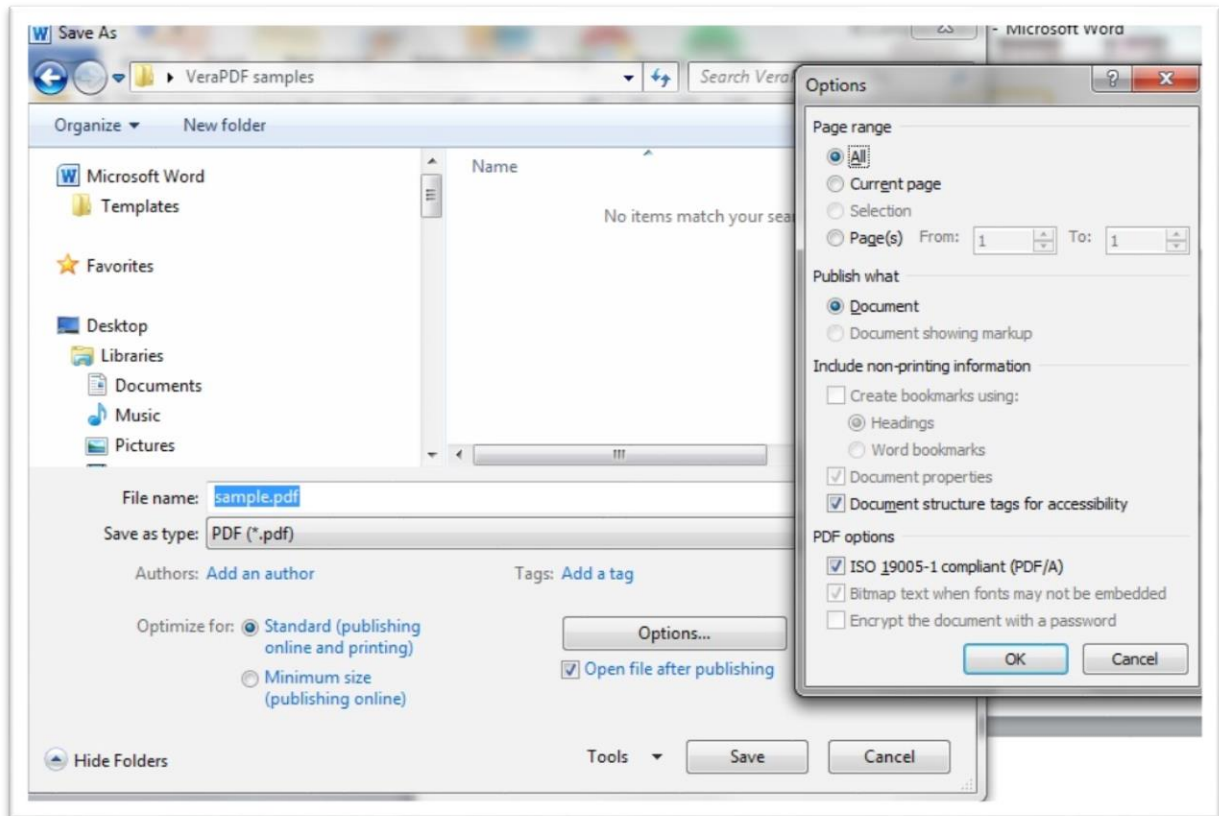 Save As
- Microsoft Word
VeraPDF samples
Search
Organize
New folder
Microsoft Word
Templates
Favorites
Desktop
Libraries
Documents
Music
Pictures
Name
No items match your
File name: sample.pdf
Save as type: PDF (*.pdf)
Authors: Add an author
Tags: Add a tag
Optimize for: Standard (publishing
online and printing)
Minimum size
(publishing online)
Options...
Open file after publishing
Hide Folders
Tools
Save
Cancel
Options
Page range
All
Current page
Selection
Page(s) From: 1 To: 1
Publish what
Document
Document showing markup
Include non-printing information
Create bookmarks using:
Headings
Word bookmarks
Document properties
Document structure tags for accessibility
PDF options
ISO 19005-1 compliant (PDF/A)
Bitmap text when fonts may not be embedded
Encrypt the document with a password
OK
Cancel